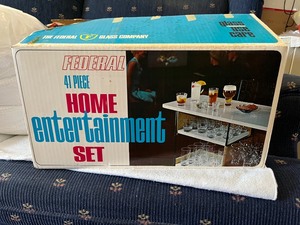 THE FEDERAL GLASS COMPANY
FEDERAL
41 PIECE
HOME
entertainment
SET